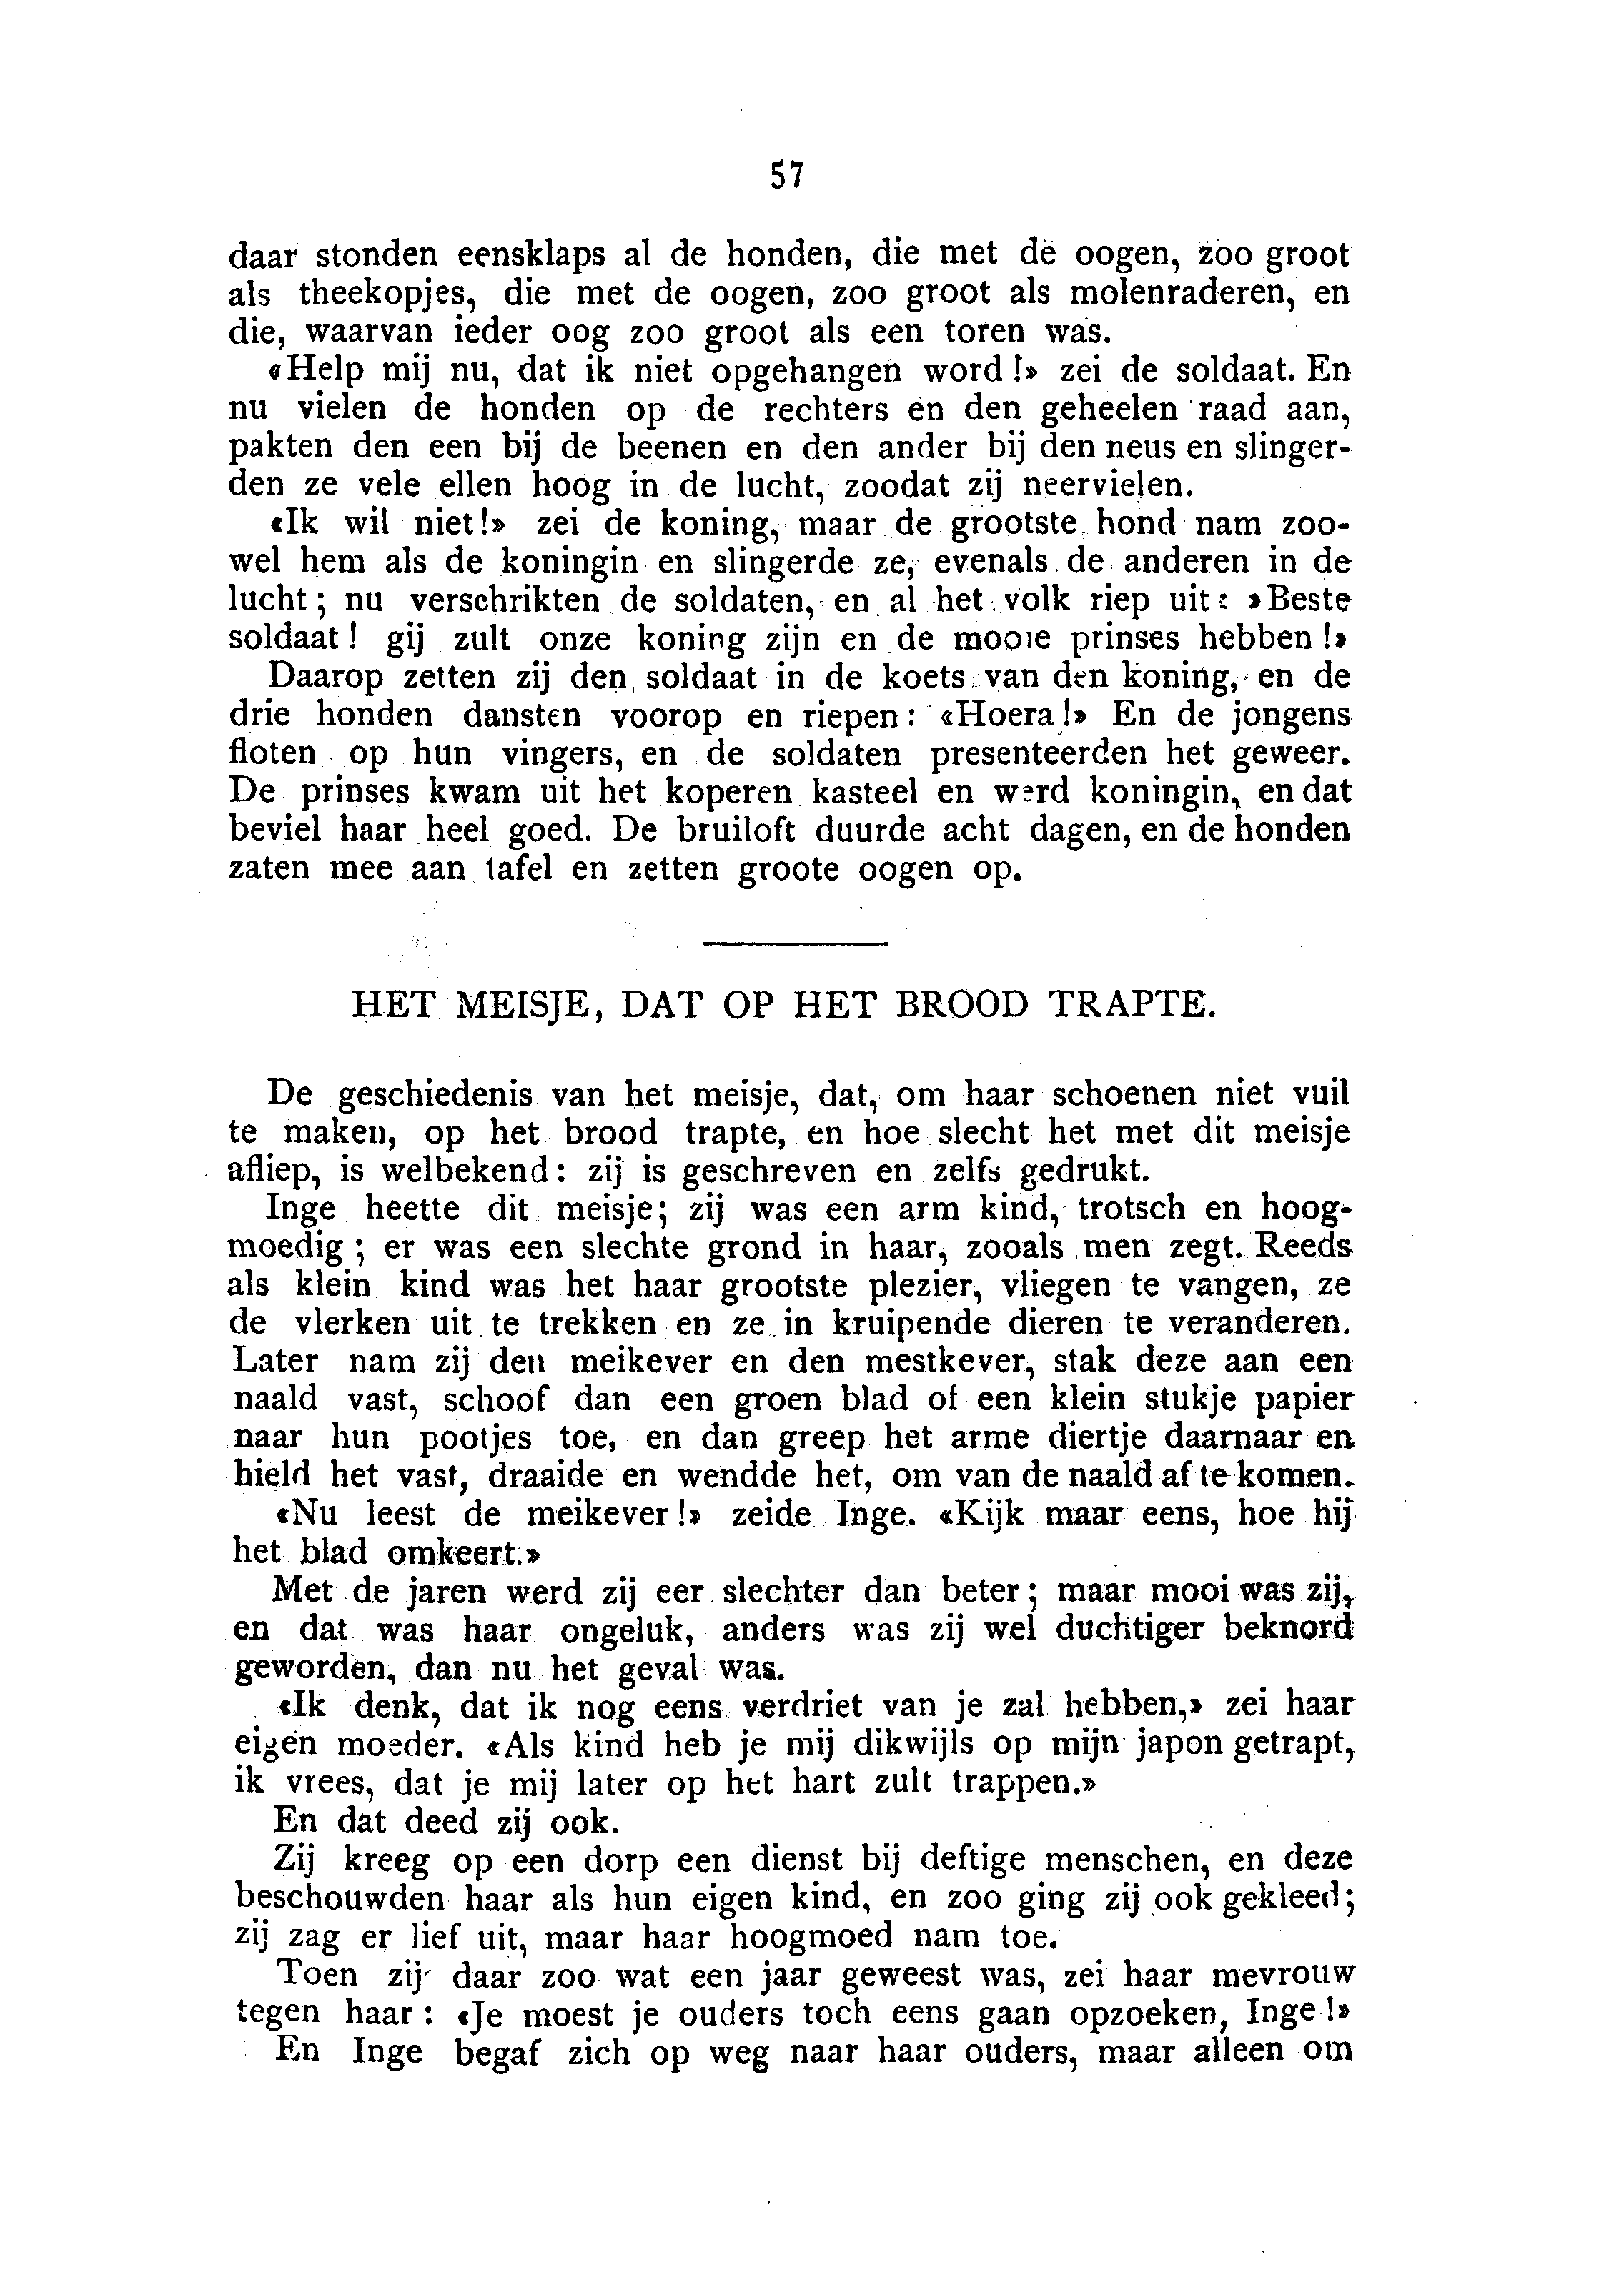 57
daar stonden eensklaps al de honden, die met de oogen, zoo groot
als theekopjes, die met de oogen, zoo groot als molenraderen, en
die, waarvan ieder oog zoo groot als een toren was.
«Help mij nu, dat ik niet opgehangen word!» zei de soldaat. En
nu vielen de honden op de rechters en den geheelen raad aan,
pakten den een bij de beenen en den ander bij den neus en slinger-
den ze vele ellen hoog in de lucht, zoodat zij neervielen.
«Ik wil niet!» zei de koning, maar de grootste hond nam zoo-
wel hem als de koningin en slingerde ze, evenals de anderen in de
lucht; nu verschrikten de soldaten, en al het volk riep uit: »Beste
soldaat! gij zult onze koning zijn en de mooie prinses hebben!»
Daarop zetten zij den soldaat in de koets van den koning, en de
drie honden dansten voorop en riepen: «Hoera!» En de jongens
floten op hun vingers, en de soldaten presenteerden het geweer.
De prinses kwam uit het koperen kasteel en werd koningin, en dat
beviel haar heel goed. De bruiloft duurde acht dagen, en de honden
zaten mee aan tafel en zetten groote oogen op.
HET MEISJE, DAT OP HET BROOD TRAPTE.
De geschiedenis van het meisje, dat, om haar schoenen niet vuil
te maken, op het brood trapte, en hoe slecht het met dit meisje
afliep, is welbekend: zij is geschreven en zelfs gedrukt.
Inge heette dit meisje; zij was een arm kind, trotsch en hoog-
moedig; er was een slechte grond in haar, zooals men zegt. Reeds
als klein kind was het haar grootste plezier, vliegen te vangen, ze
de vlerken uit te trekken en ze in kruipende dieren te veranderen.
Later nam zij den meikever en den mestkever, stak deze aan een
naald vast, schoof dan een groen blad of een klein stukje papier
naar hun pootjes toe, en dan greep het arme diertje daarnaar en
hield het vast, draaide en wendde het, om van de naald af te komen.
«Nu leest de meikever!» zeide Inge. «Kijk maar eens, hoe hij
het blad omkeert.»
Met de jaren werd zij eer slechter dan beter; maar mooi was zij,
en dat was haar ongeluk, anders was zij wel duchtiger beknord
geworden, dan nu het geval was.
«Ik denk, dat ik nog eens verdriet van je zal hebben,» zei haar
eigen moeder. «Als kind heb je mij dikwijls op mijn japon getrapt,
ik vrees, dat je mij later op het hart zult trappen.»
En dat deed zij ook.
Zij kreeg op een dorp een dienst bij deftige menschen, en deze
beschouwden haar als hun eigen kind, en zoo ging zij ook gekleed;
zij zag er lief uit, maar haar hoogmoed nam toe.
Toen zij daar zoo wat een jaar geweest was, zei haar mevrouw
tegen haar: «Je moest je ouders toch eens gaan opzoeken, Inge!»
En Inge begaf zich op weg naar haar ouders, maar alleen om